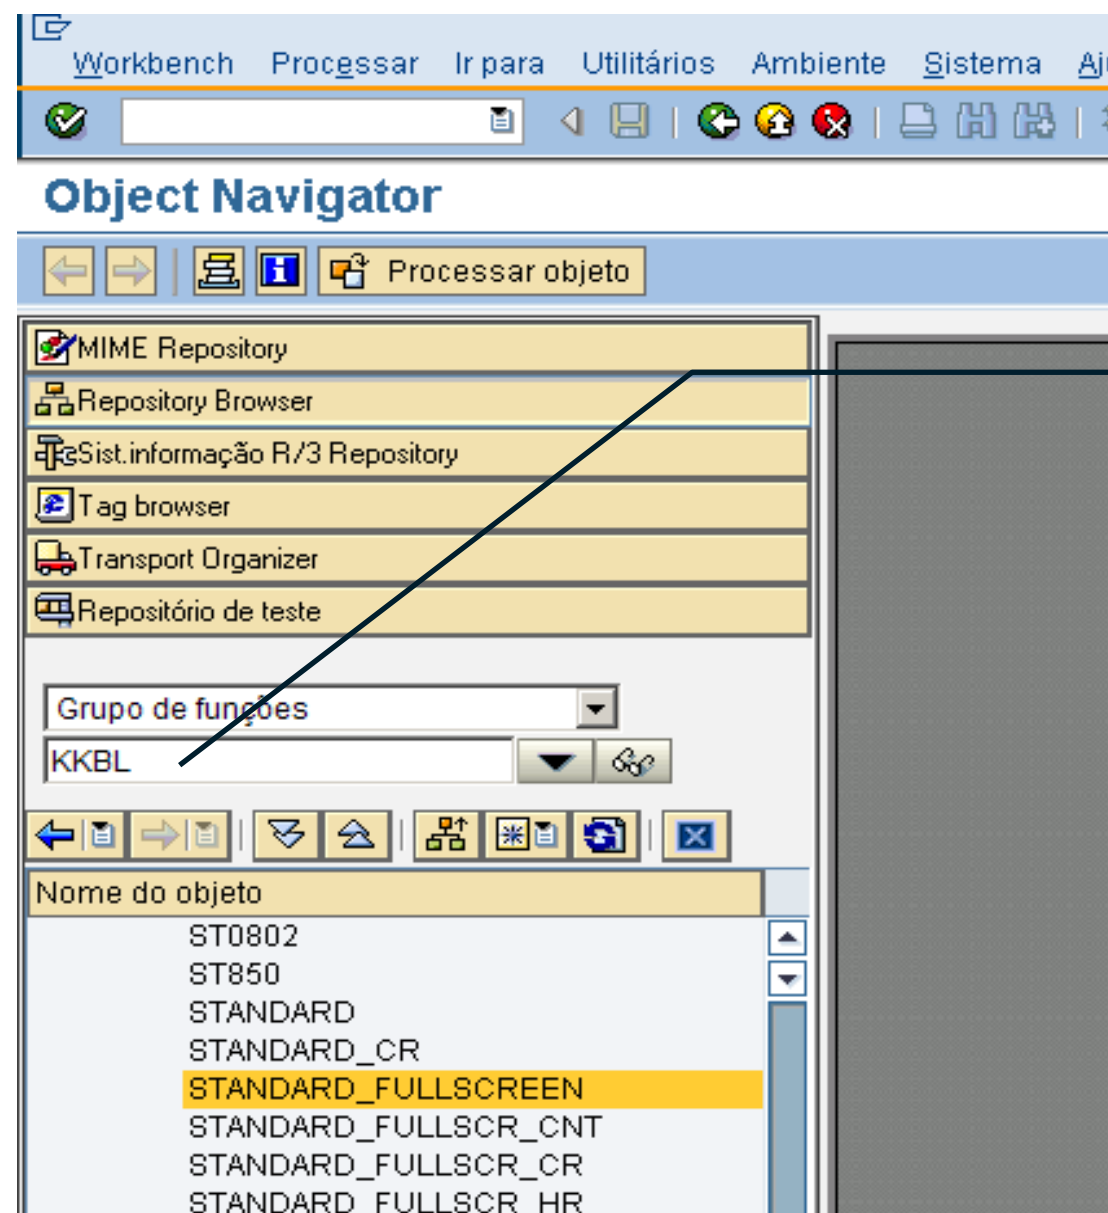 Workbench Processar Ir para Utilitários Ambiente Sistema
Object Navigator
Processar objeto
MIME Repository
Repository Browser
Sist.informação R/3 Repository
Tag browser
Transport Organizer
Repositório de teste
Grupo de funções
KKBL
Nome do objeto
ST0802
ST850
STANDARD
STANDARD_CR
STANDARD_FULLSCREEN
STANDARD_FULLSCR_CNT
STANDARD_FULLSCR_CR
STANDARD_FULLSCR_HR